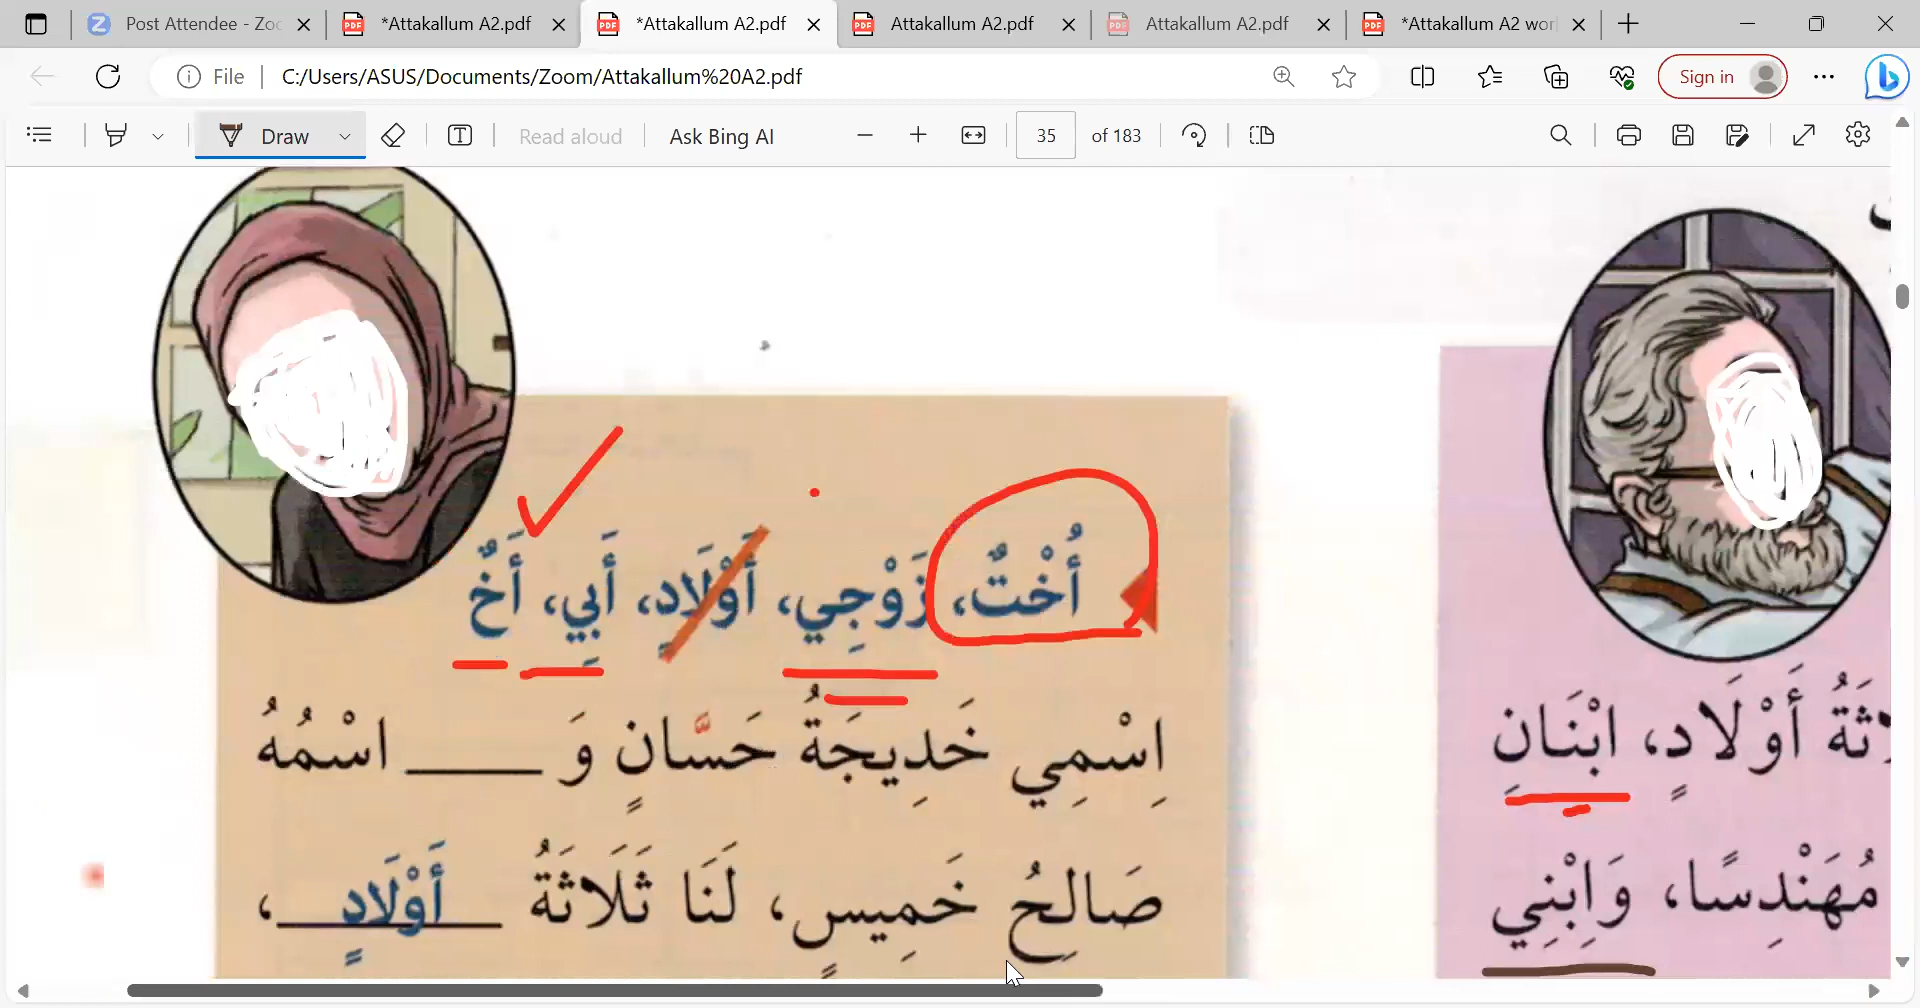 Post Attendee - Zoo
*Attakallum A2.pdf
*Attakallum A2.pdf
Attakallum A2.pdf
Attakallum A2.pdf
*Attakallum A2 wor
File
C:/Users/ASUS/Documents/Zoom/Attakallum%20A2.pdf
Sign in
Draw
Read aloud
Ask Bing AI
35
of 183
أُخْتٌ، زَوْجِي، أَوْلَادٍ، أَبِي، أَخٌ
اِسْمِي خَدِيجَةُ حَسَّانٍ وَ _____ اسْمُهُ
صَالِحُ خَمِيسٍ، لَنَا ثَلَاثَةُ أَوْلَادٍ،
أَوْلَادٍ، ابْنَانِ
مُهَنْدِسًا، وَابْنِي